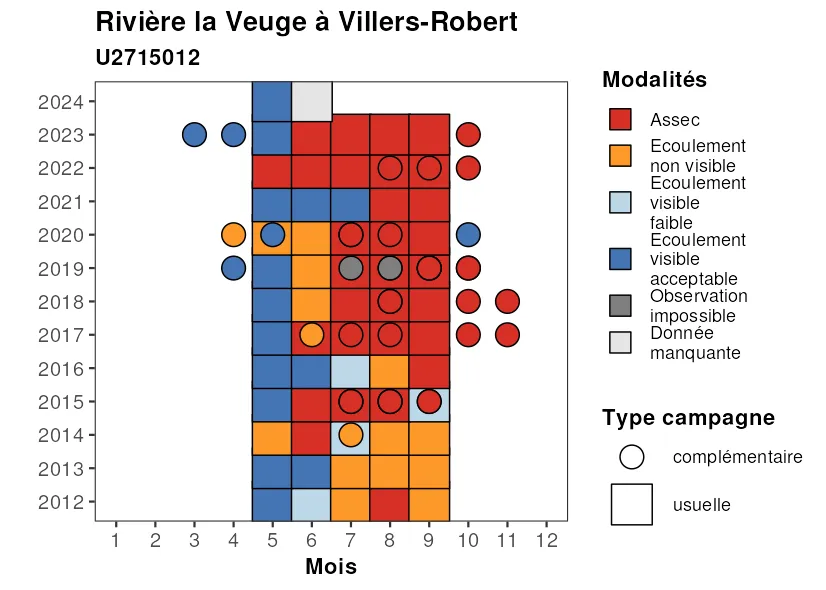 Rivière la Veuge à Villers-Robert
U2715012
2024
2023
2022
2021
2020
2019
2018
2017
2016
2015
2014
2013
2012
1 2 3 4 5 6 7 8 9 10 11 12
Mois
Modalités
Assec
Ecoulement
non visible
Ecoulement
visible
faible
Ecoulement
visible
acceptable
Observation
impossible
Donnée
manquante
Type campagne
complémentaire
usuelle